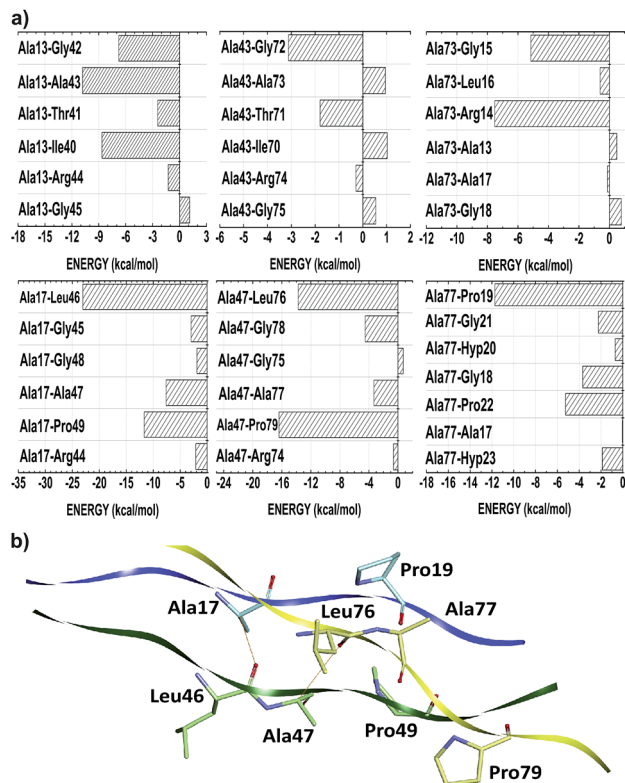 a)
Ala13-Gly42
Ala13-Ala43
Ala13-Thr41
Ala13-Ile40
Ala13-Arg44
Ala13-Gly45
-18 -15 -12 -9 -6 -3 0 3
ENERGY (kcal/mol)
Ala43-Gly72
Ala43-Ala73
Ala43-Thr71
Ala43-Ile70
Ala43-Arg74
Ala43-Gly75
-6 -5 -4 -3 -2 -1 0 1 2
ENERGY (kcal/mol)
Ala73-Gly15
Ala73-Leu16
Ala73-Arg14
Ala73-Ala13
Ala73-Ala17
Ala73-Gly18
-12 -10 -8 -6 -4 -2 0
ENERGY (kcal/mol)
Ala17-Leu46
Ala17-Gly45
Ala17-Gly48
Ala17-Ala47
Ala17-Pro49
Ala17-Arg44
-35 -30 -25 -20 -15 -10 -5 0
ENERGY (kcal/mol)
Ala47-Leu76
Ala47-Gly78
Ala47-Gly75
Ala47-Ala77
Ala47-Pro79
Ala47-Arg74
-24 -20 -16 -12 -8 -4 0
ENERGY (kcal/mol)
Ala77-Pro19
Ala77-Gly21
Ala77-Hyp20
Ala77-Gly18
Ala77-Pro22
Ala77-Ala17
Ala77-Hyp23
-18 -16 -14 -12 -10 -8 -6 -4 -2 0
ENERGY (kcal/mol)
b)
Pro19
Ala17
Leu76
Ala77
Leu46
Ala47
Pro49
Pro79